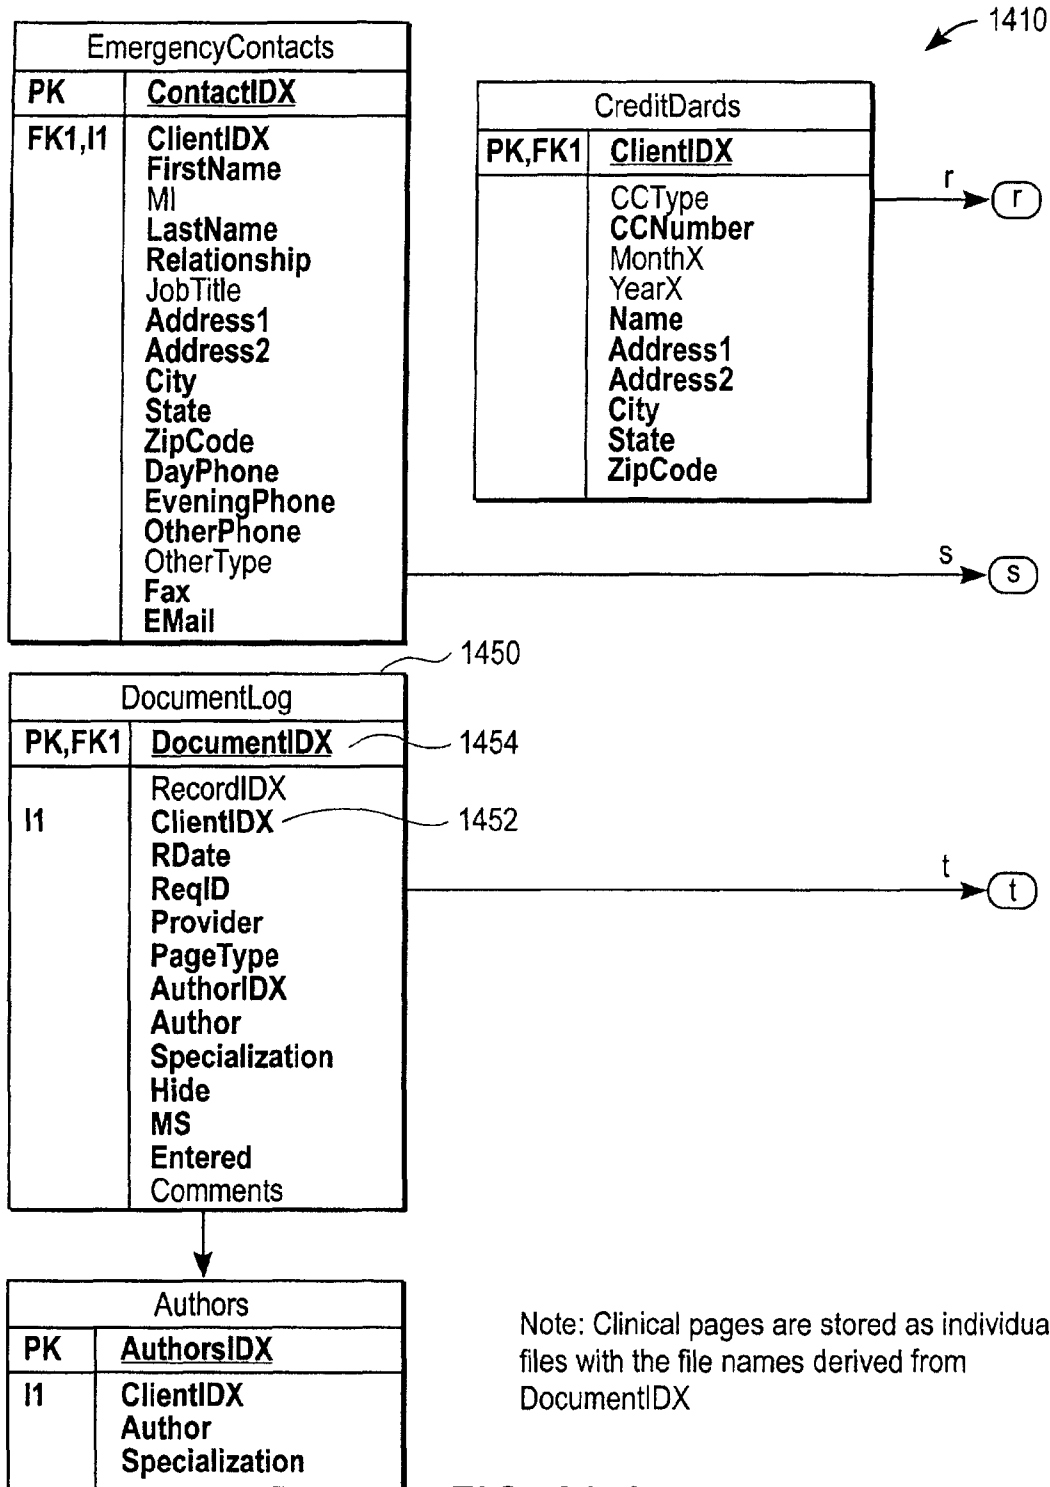 1410
EmergencyContacts
PK ContactIDX
FK1,I1 ClientIDX
FirstName
MI
LastName
Relationship
JobTitle
Address1
Address2
City
State
ZipCode
DayPhone
EveningPhone
OtherPhone
OtherType
Fax
EMail
CreditDards
PK,FK1 ClientIDX
CCType
CCNumber
MonthX
YearX
Name
Address1
Address2
City
State
ZipCode
r
r
s
s
1450
DocumentLog
PK,FK1 DocumentIDX 1454
RecordIDX
I1 ClientIDX 1452
RDate
ReqID
Provider
PageType
AuthorIDX
Author
Specialization
Hide
MS
Entered
Comments
t
t
Authors
PK AuthorsIDX
I1 ClientIDX
Author
Specialization
Note: Clinical pages are stored as individua
files with the file names derived from
DocumentIDX